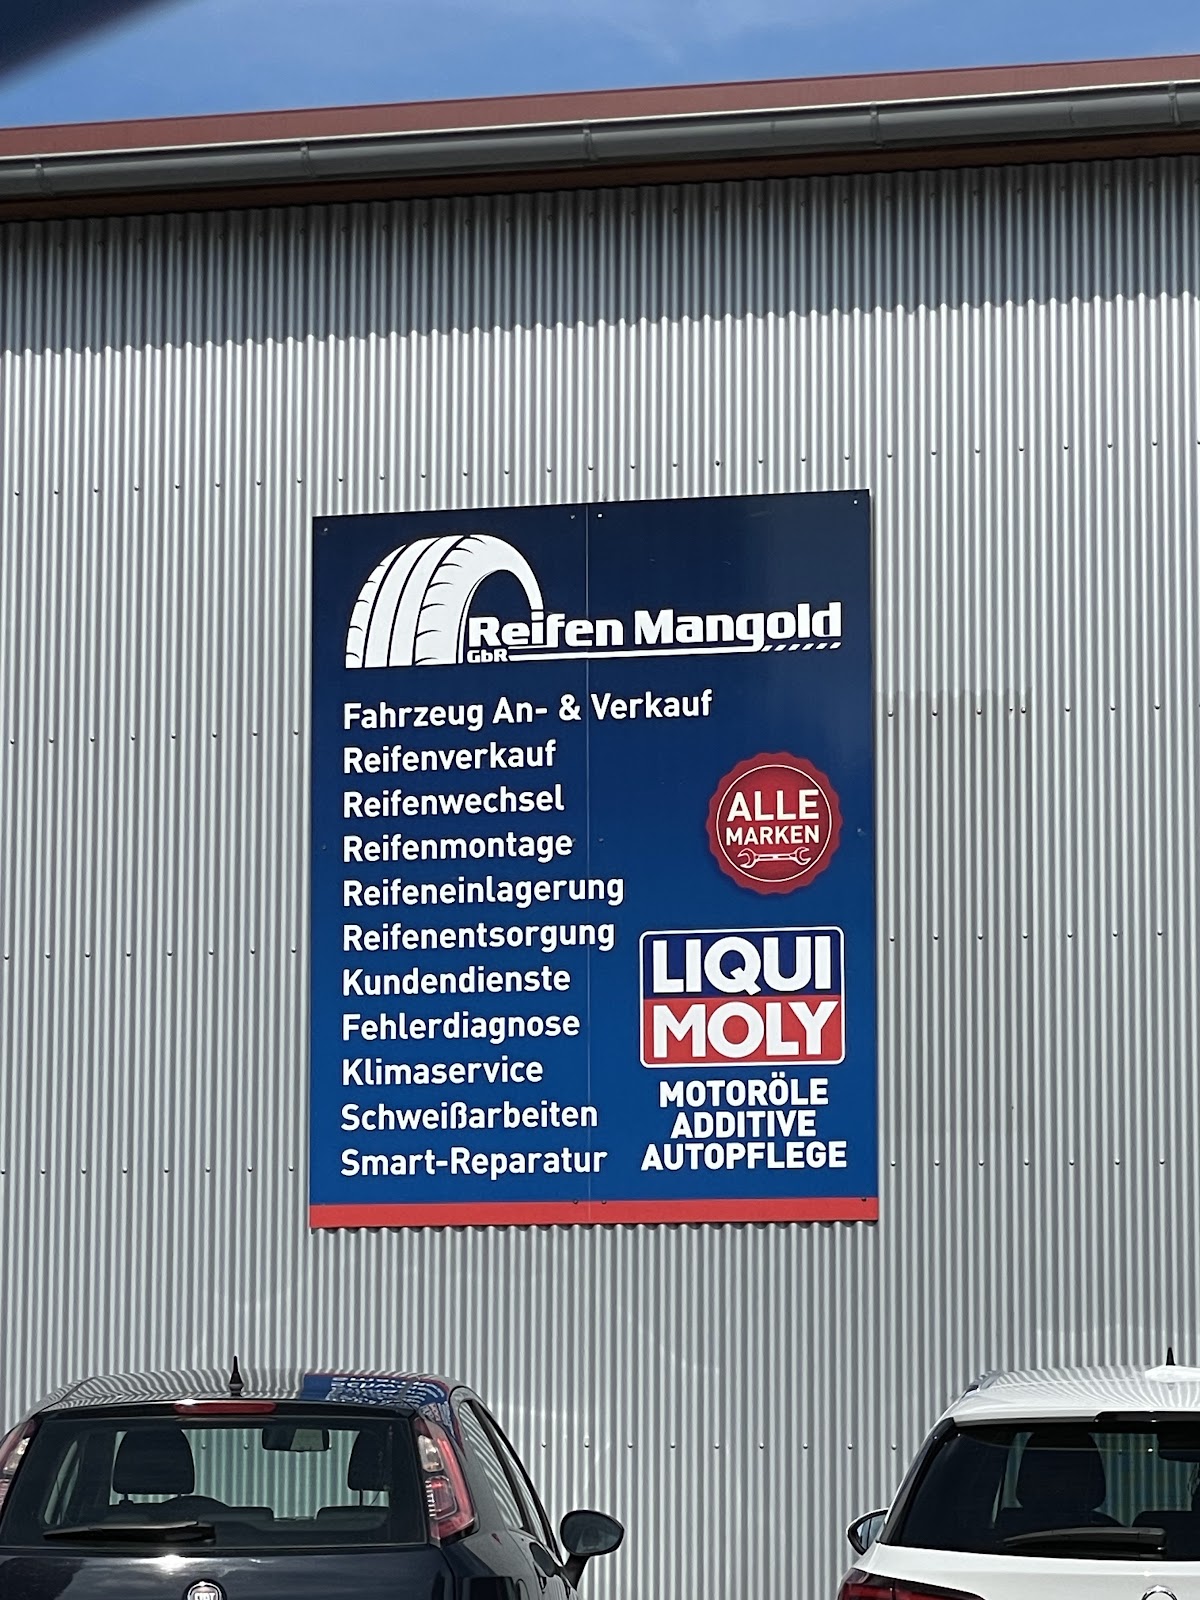 Reifen Mangold
GbR
Fahrzeug An- & Verkauf
Reifenverkauf
Reifenwechsel
Reifenmontage
Reifeneinlagerung
Reifenentsorgung
Kundendienste
Fehlerdiagnose
Klimaservice
Schweißarbeiten
Smart-Reparatur
ALLE
MARKEN
LIQUI
MOLY
MOTORÖLE
ADDITIVE
AUTOPFLEGE
FIAT